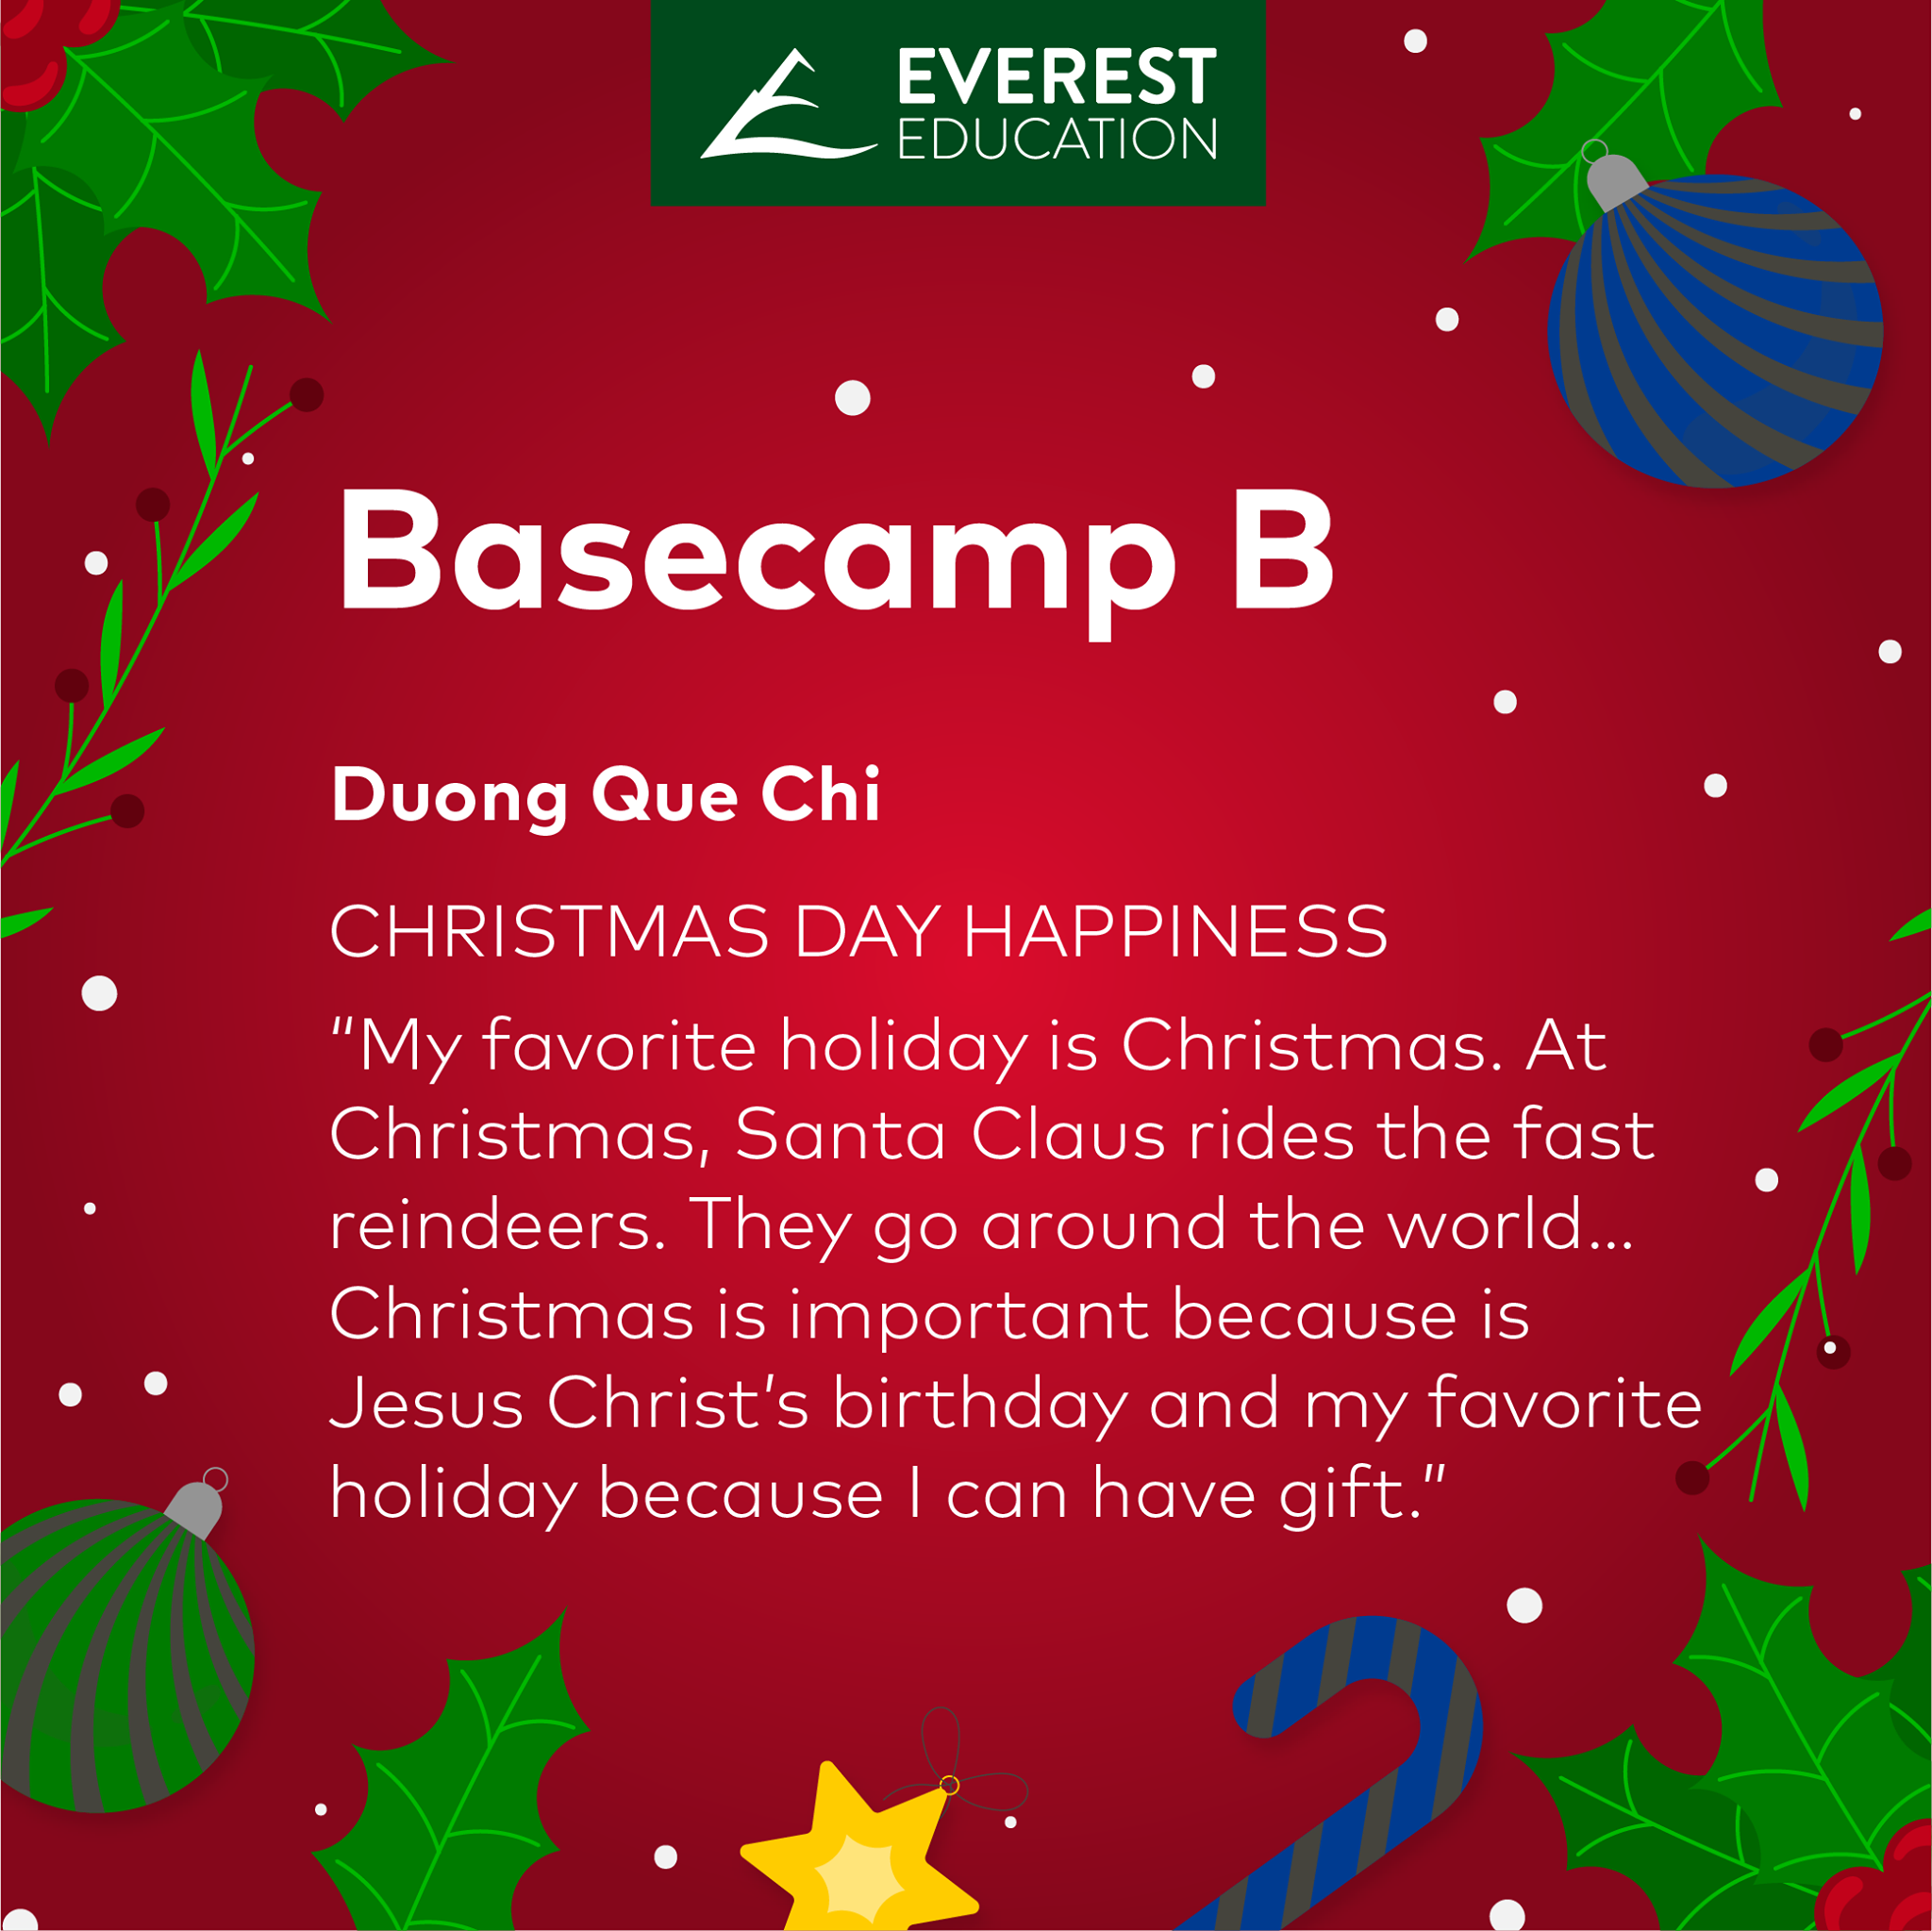 EVEREST
EDUCATION
Basecamp B
Duong Que Chi
CHRISTMAS DAY HAPPINESS
“My favorite holiday is Christmas. At
Christmas, Santa Claus rides the fast
reindeers. They go around the world...
Christmas is important because is
Jesus Christ’s birthday and my favorite
holiday because I can have gift.”